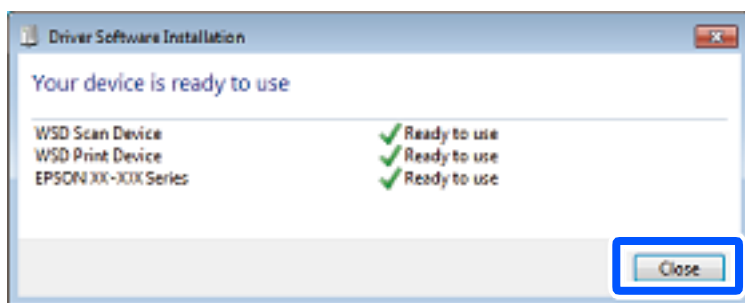 Driver Software Installation
Your device is ready to use
WSD Scan Device Ready to use
WSD Print Device Ready to use
EPSON XX-XXX Series Ready to use
Close